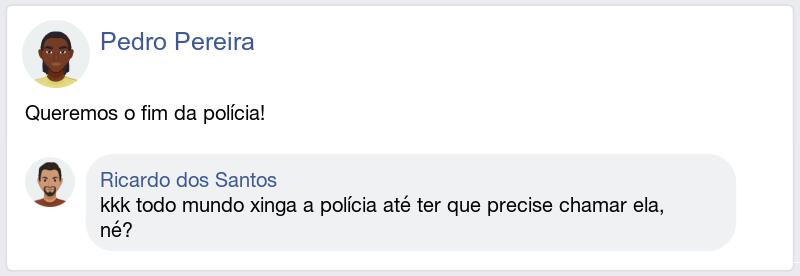 Pedro Pereira
Queremos o fim da polícia!
Ricardo dos Santos
kkk todo mundo xinga a polícia até ter que precise chamar ela,
né?